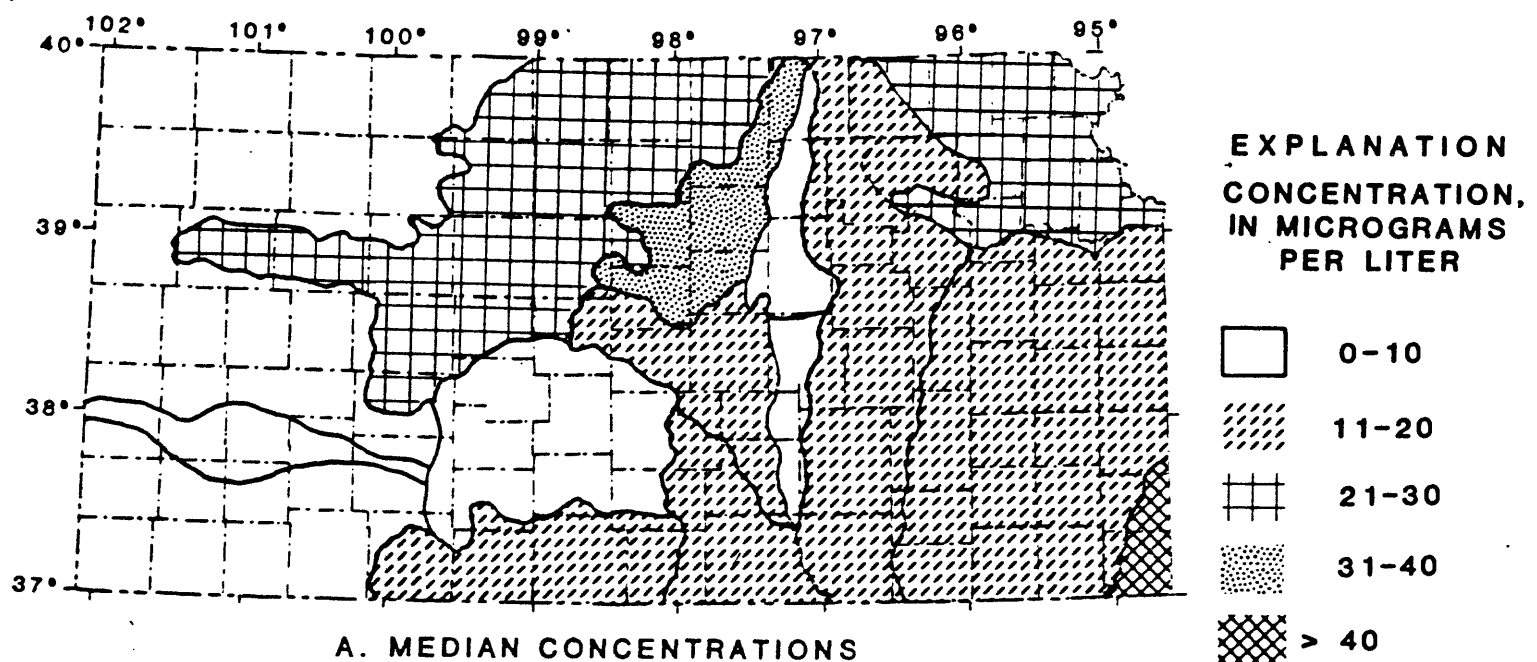 102° 101° 100° 99° 98° 97° 96° 95°
40°
39°
38°
37°
EXPLANATION
CONCENTRATION,
IN MICROGRAMS
PER LITER
0-10
11-20
21-30
31-40
> 40
A. MEDIAN CONCENTRATIONS